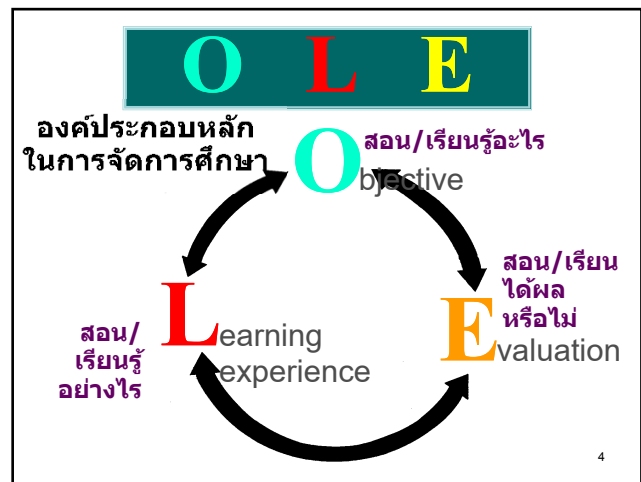 O L E
องค์ประกอบหลัก
ในการจัดการศึกษา
สอน/เรียนรู้อะไร
Objective
สอน/เรียน
ได้ผล
หรือไม่
Evaluation
สอน/
เรียนรู้
อย่างไร
Learning
experience
4